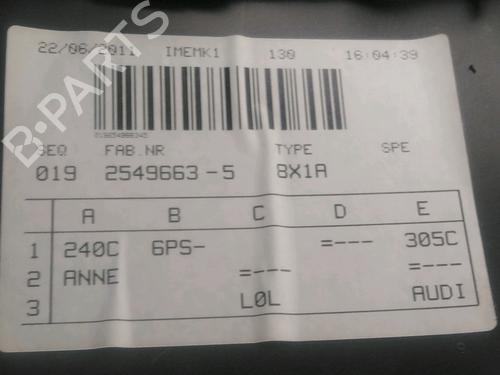 22/06/2011 IMEMK1 130 16:04:39
SEQ FAB.NR TYPE SPE
019 2549663-5 8X1A
A B C D E
1 240C 6PS- =--- 305C
2 ANNE =--- =---
3 L0L AUDI
B-PARTS